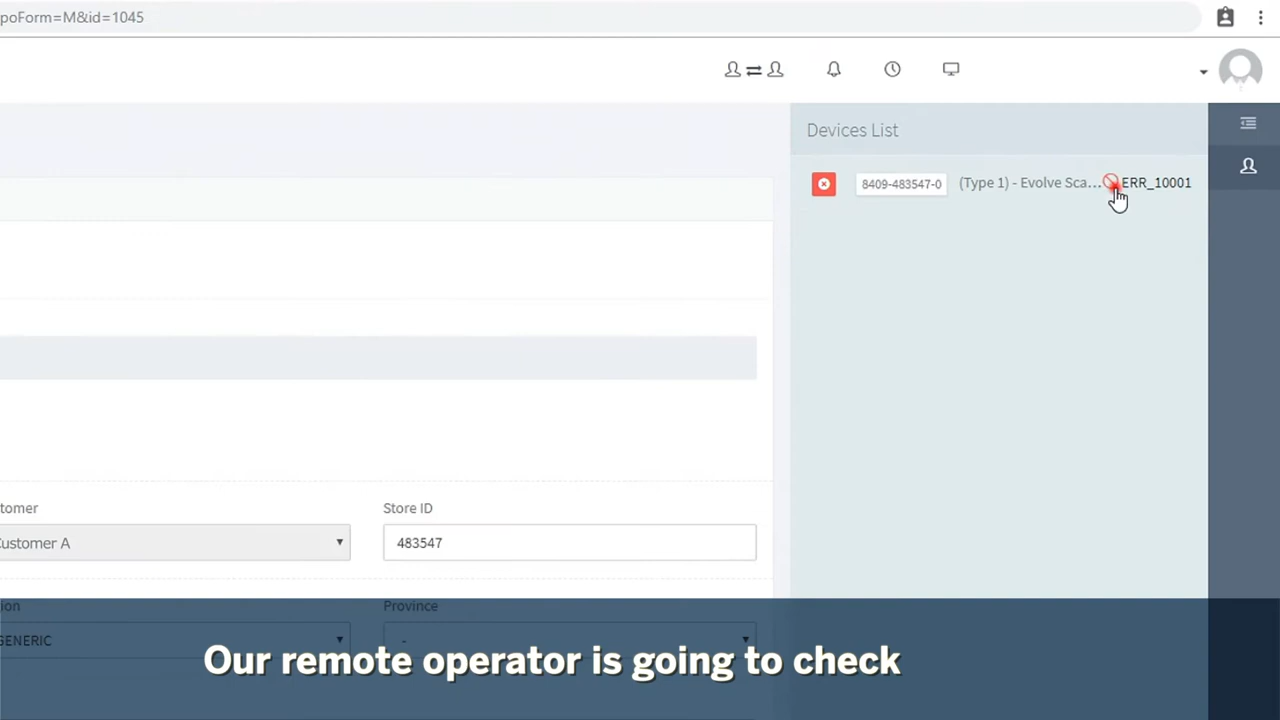 poForm=M&id=1045
Devices List
8409-483547-0 (Type 1) - Evolve Sca... ERR_10001
tomer
Store ID
ustomer A
483547
ion
Province
GENERIC
-
Our remote operator is going to check